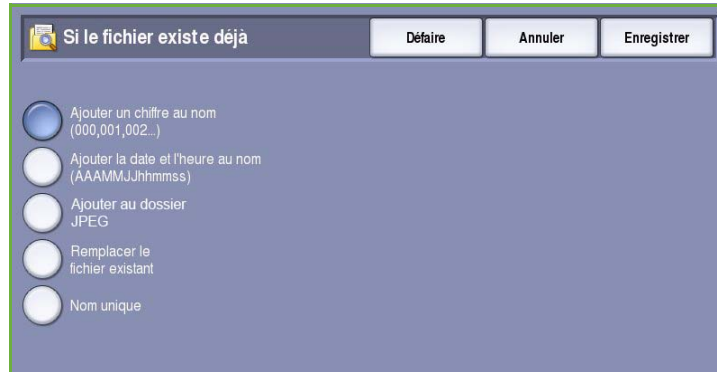 Si le fichier existe déjà
Défaire
Annuler
Enregistrer
Ajouter un chiffre au nom
(000,001,002...)
Ajouter la date et l'heure au nom
(AAAMMJJhhmmss)
Ajouter au dossier
JPEG
Remplacer le
fichier existant
Nom unique